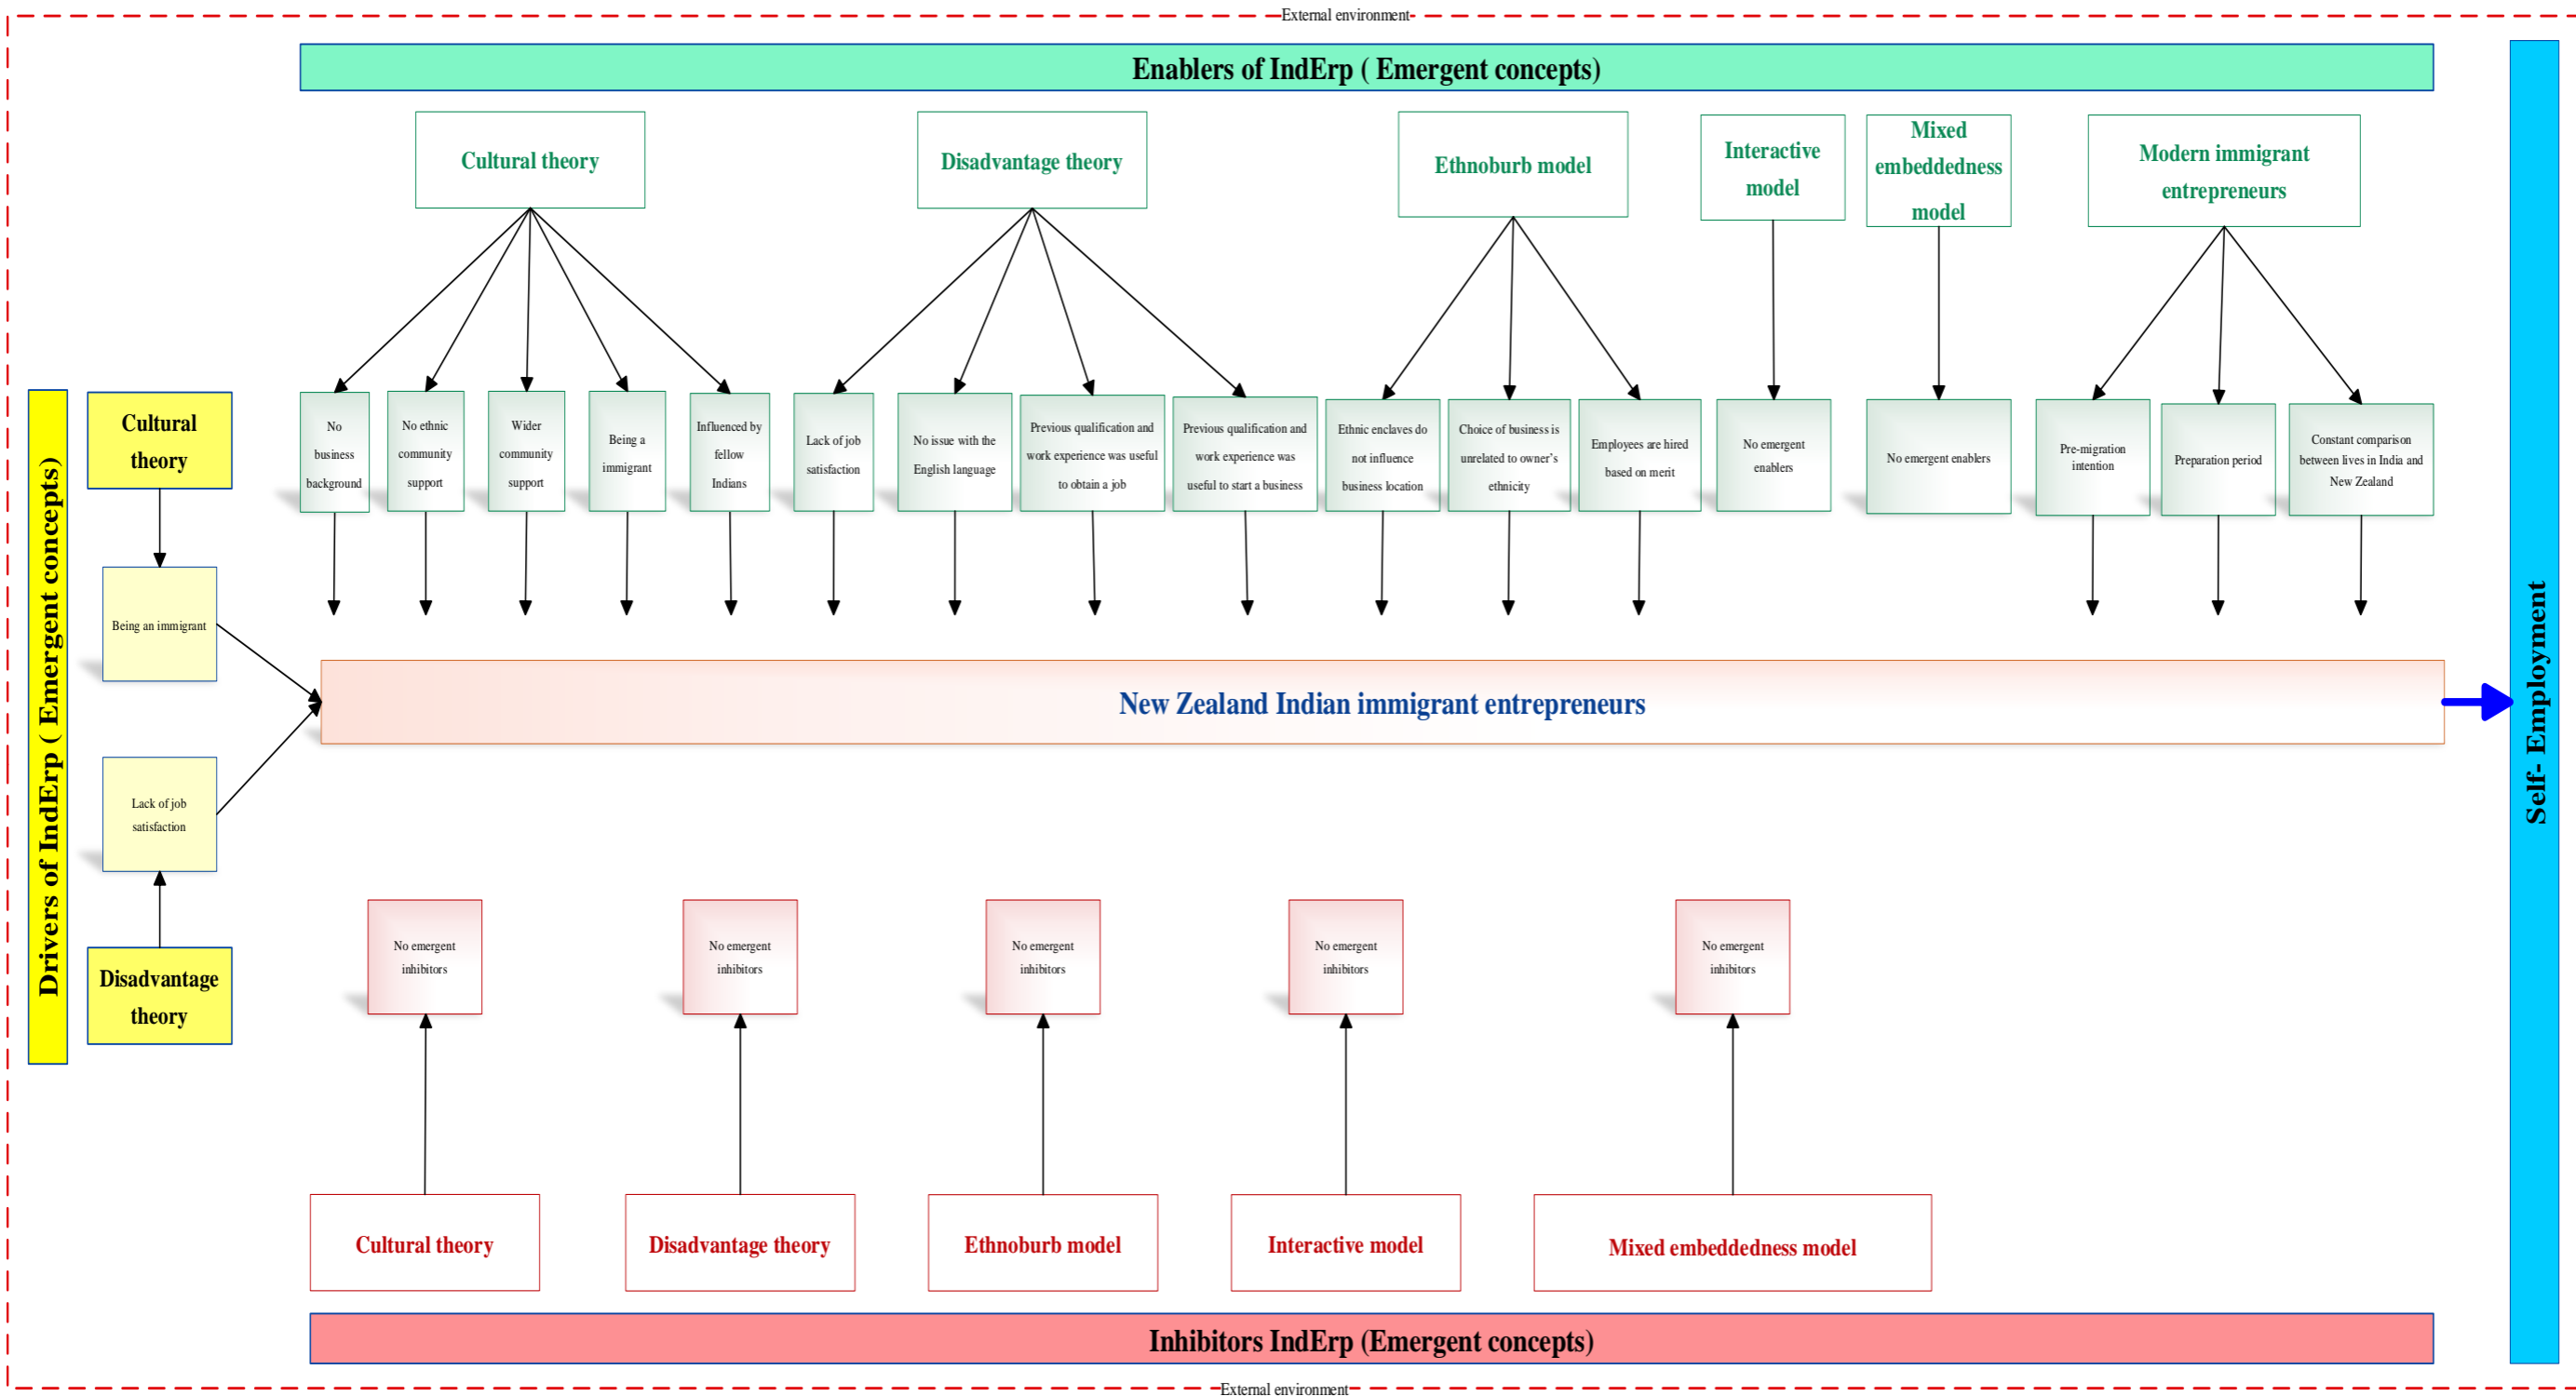 External environment
Enablers of IndErp ( Emergent concepts)
Cultural theory
Disadvantage theory
Ethnoburb model
Interactive
model
Mixed
embeddedness
model
Modern immigrant
entrepreneurs
Drivers of IndErp ( Emergent concepts)
Cultural
theory
No
business
background
No ethnic
community
support
Wider
community
support
Being a
immigrant
Influenced by
fellow
Indians
Lack of job
satisfaction
No issue with the
English language
Previous qualification and
work experience was useful
to obtain a job
Previous qualification and
work experience was
useful to start a business
Ethnic enclaves do
not influence
business location
Choice of business is
unrelated to owner’s
ethnicity
Employees are hired
based on merit
No emergent
enablers
No emergent enablers
Pre-migration
intention
Preparation period
Constant comparison
between lives in India and
New Zealand
Being an immigrant
New Zealand Indian immigrant entrepreneurs
Self- Employment
Lack of job
satisfaction
Disadvantage
theory
No emergent
inhibitors
No emergent
inhibitors
No emergent
inhibitors
No emergent
inhibitors
No emergent
inhibitors
Cultural theory
Disadvantage theory
Ethnoburb model
Interactive model
Mixed embeddedness model
Inhibitors IndErp (Emergent concepts)
External environment